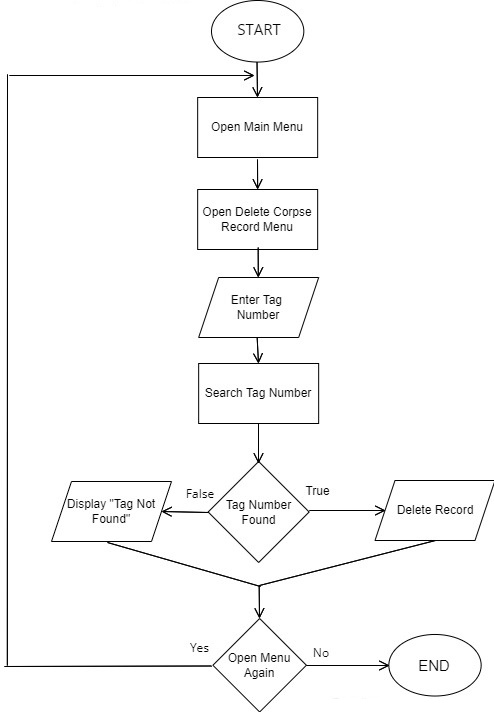 START
Open Main Menu
Open Delete Corpse
Record Menu
Enter Tag
Number
Search Tag Number
False
True
Display "Tag Not
Found"
Tag Number
Found
Delete Record
Yes
No
Open Menu
Again
END